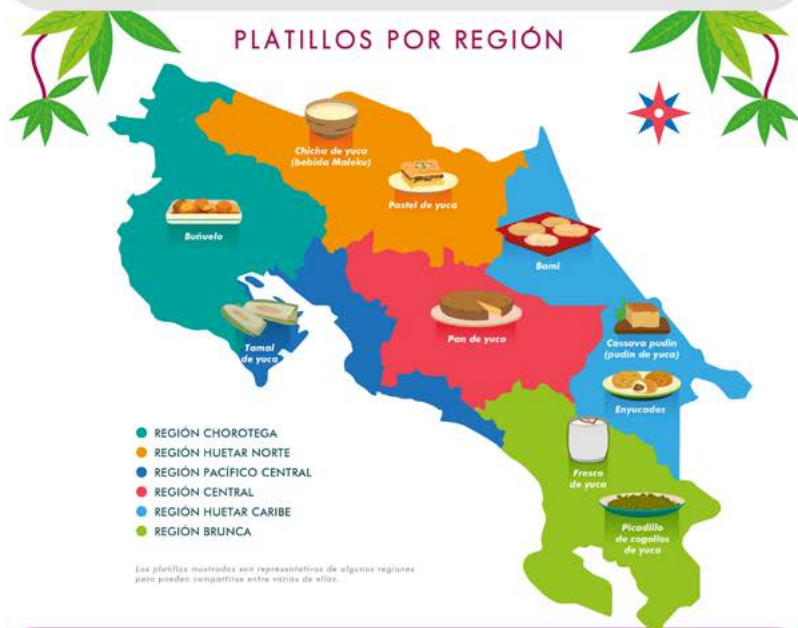 PLATILLOS POR REGIÓN
Chicha de yuca
(bebida Maleku)
Pastel de yuca
Buñuelo
Bami
Tamal
de yuca
Pan de yuca
Cassava pudin
(pudin de yuca)
Enyucados
Fresco
de yuca
Picadillo
de cogollos
de yuca
REGIÓN CHOROTEGA
REGIÓN HUETAR NORTE
REGIÓN PACÍFICO CENTRAL
REGIÓN CENTRAL
REGIÓN HUETAR CARIBE
REGIÓN BRUNCA
Los platillos mostrados son representativos de algunas regiones
pero pueden compartirse entre varias de ellas.